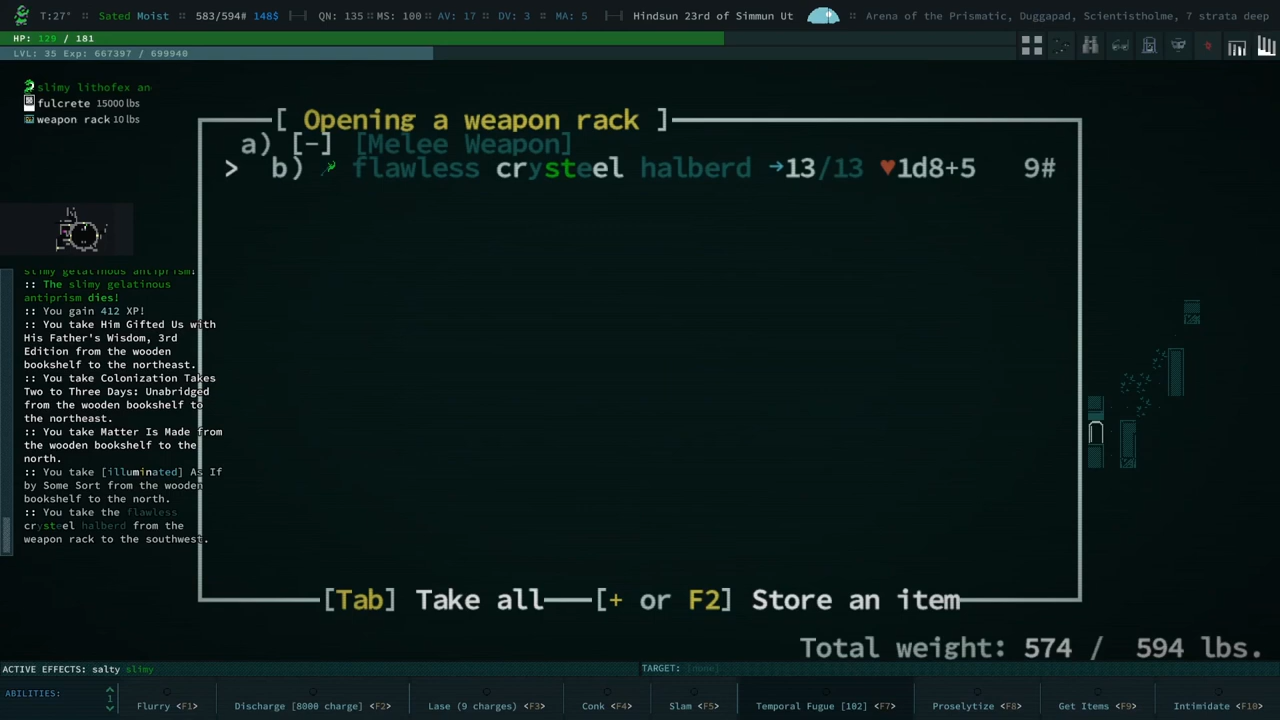 T:27° Sated Moist :: 583/594# 148$ QN: 135 :: MS: 100 AV: 17 :: DV: 3 :: MA: 5 Hindsun 23rd of Simmun Ut :: Arena of the Prismatic, Duggapad, Scientistholme, 7 strata deep
HP: 129 / 181
LVL: 35 Exp: 667397 / 699940
slimy lithofex an
fulcrete 15000 lbs
weapon rack 10 lbs
[ Opening a weapon rack ]
a) [-] [Melee Weapon]
> b) flawless crysteel halberd →13/13 ♥1d8+5 9#
slimy gelatinous antiprism.
:: The slimy gelatinous
antiprism dies!
:: You gain 412 XP!
:: You take Him Gifted Us with
His Father's Wisdom, 3rd
Edition from the wooden
bookshelf to the northeast.
:: You take Colonization Takes
Two to Three Days: Unabridged
from the wooden bookshelf to
the northeast.
:: You take Matter Is Made from
the wooden bookshelf to the
north.
:: You take [illuminated] As If
by Some Sort from the wooden
bookshelf to the north.
:: You take the flawless
crysteel halberd from the
weapon rack to the southwest.
[Tab] Take all [+ or F2] Store an item
Total weight: 574 / 594 lbs.
ACTIVE EFFECTS: salty slimy TARGET: [none]
ABILITIES: 1 Flurry <F1> Discharge [8000 charge] <F2> Lase (9 charges) <F3> Conk <F4> Slam <F5> Temporal Fugue [102] <F7> Proselytize <F8> Get Items <F9> Intimidate <F10>